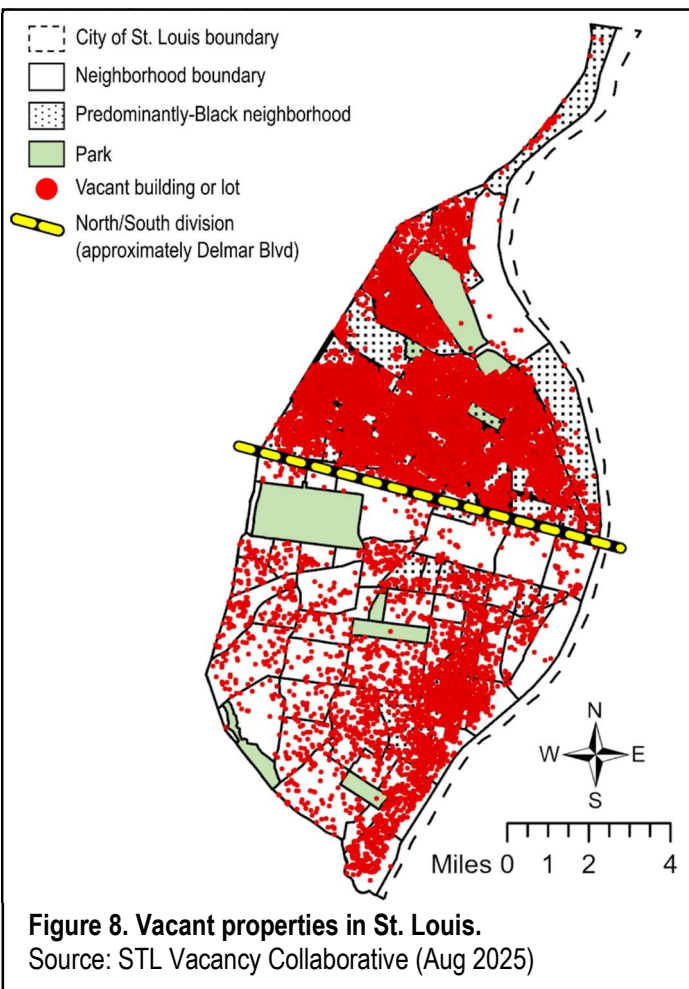 City of St. Louis boundary
Neighborhood boundary
Predominantly-Black neighborhood
Park
Vacant building or lot
North/South division
(approximately Delmar Blvd)
N
W E
S
Miles 0 1 2 4
Figure 8. Vacant properties in St. Louis.
Source: STL Vacancy Collaborative (Aug 2025)